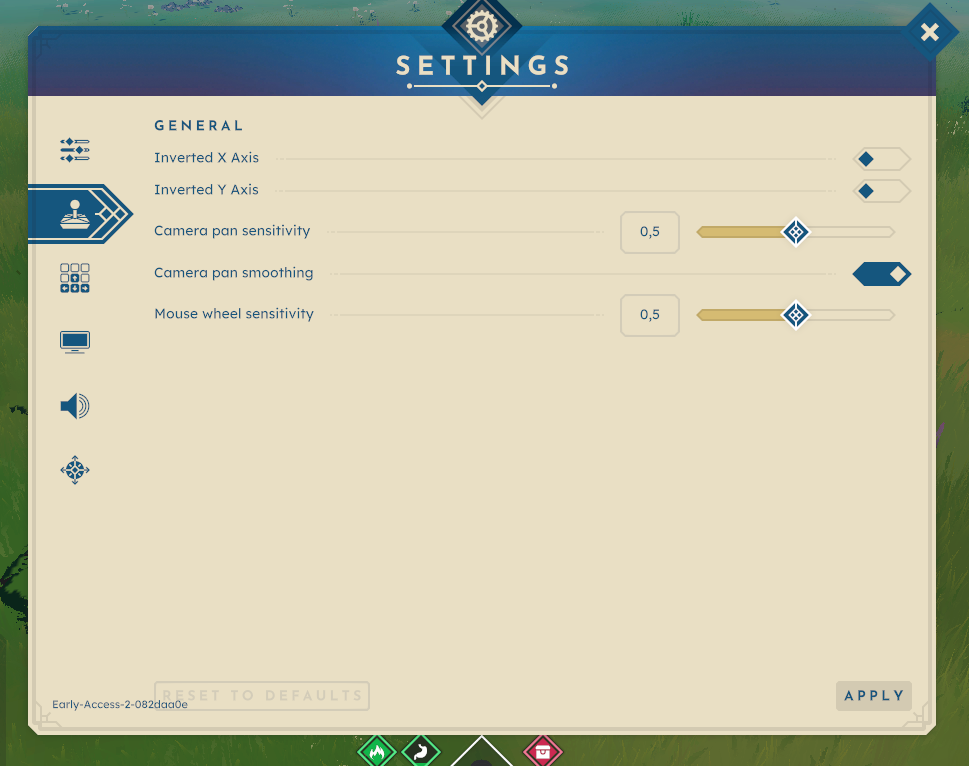 SETTINGS
GENERAL
Inverted X Axis
Inverted Y Axis
Camera pan sensitivity 0,5
Camera pan smoothing
Mouse wheel sensitivity 0,5
RESET TO DEFAULTS
Early-Access-2-082daa0e
APPLY